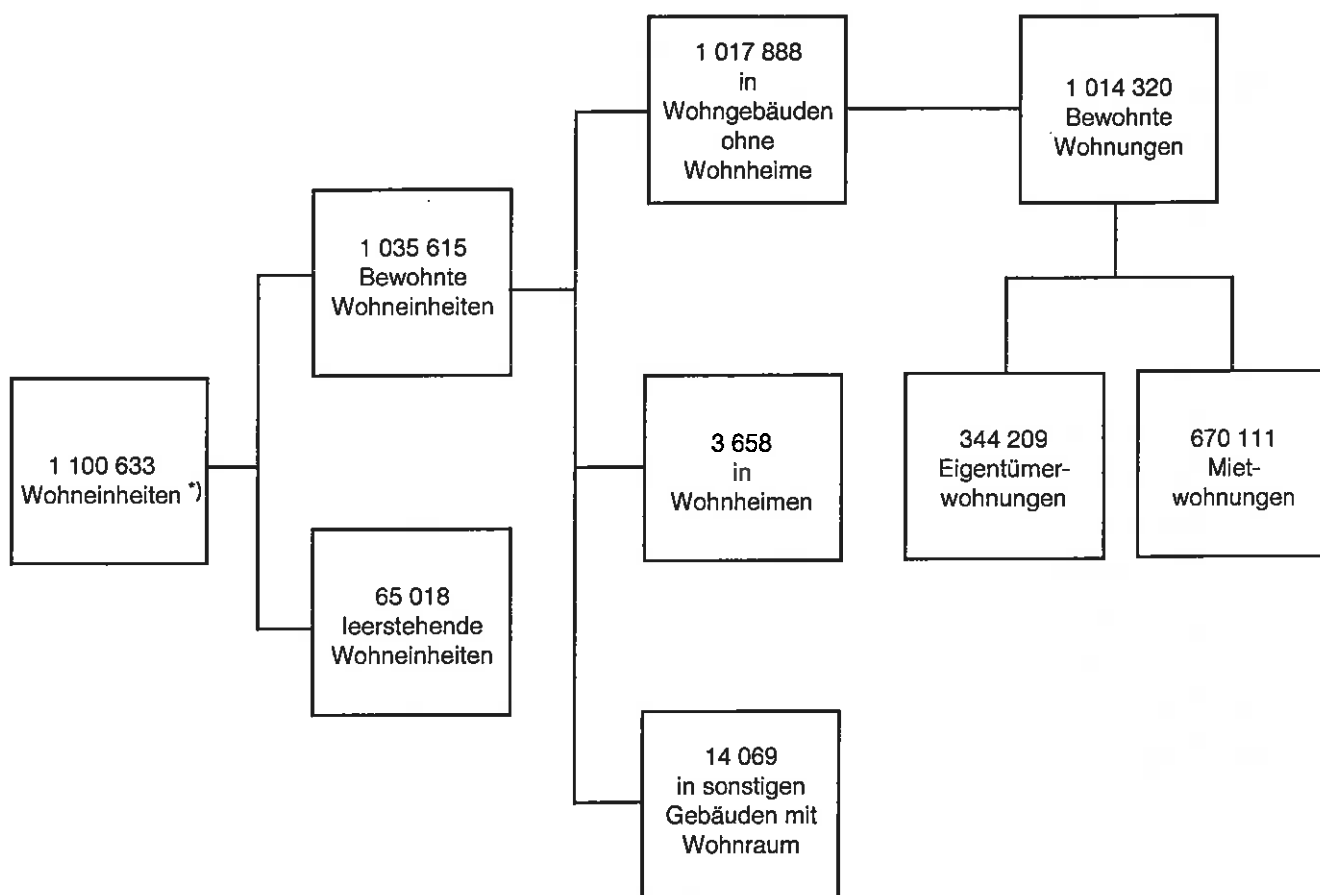 1 017 888
in
Wohngebäuden
ohne
Wohnheime
1 014 320
Bewohnte
Wohnungen
1 035 615
Bewohnte
Wohneinheiten
1 100 633
Wohneinheiten *)
3 658
in
Wohnheimen
344 209
Eigentümer-
wohnungen
670 111
Miet-
wohnungen
65 018
leerstehende
Wohneinheiten
14 069
in sonstigen
Gebäuden mit
Wohnraum